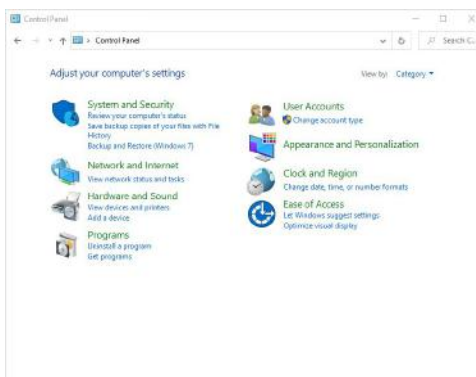 Control Panel
Control Panel
Search C...
Adjust your computer's settings
View by: Category
System and Security
Review your computer's status
Save backup copies of your files with File
History
Backup and Restore (Windows 7)
Network and Internet
View network status and tasks
Hardware and Sound
View devices and printers
Add a device
Programs
Uninstall a program
Get programs
User Accounts
Change account type
Appearance and Personalization
Clock and Region
Change date, time, or number formats
Ease of Access
Let Windows suggest settings
Optimize visual display